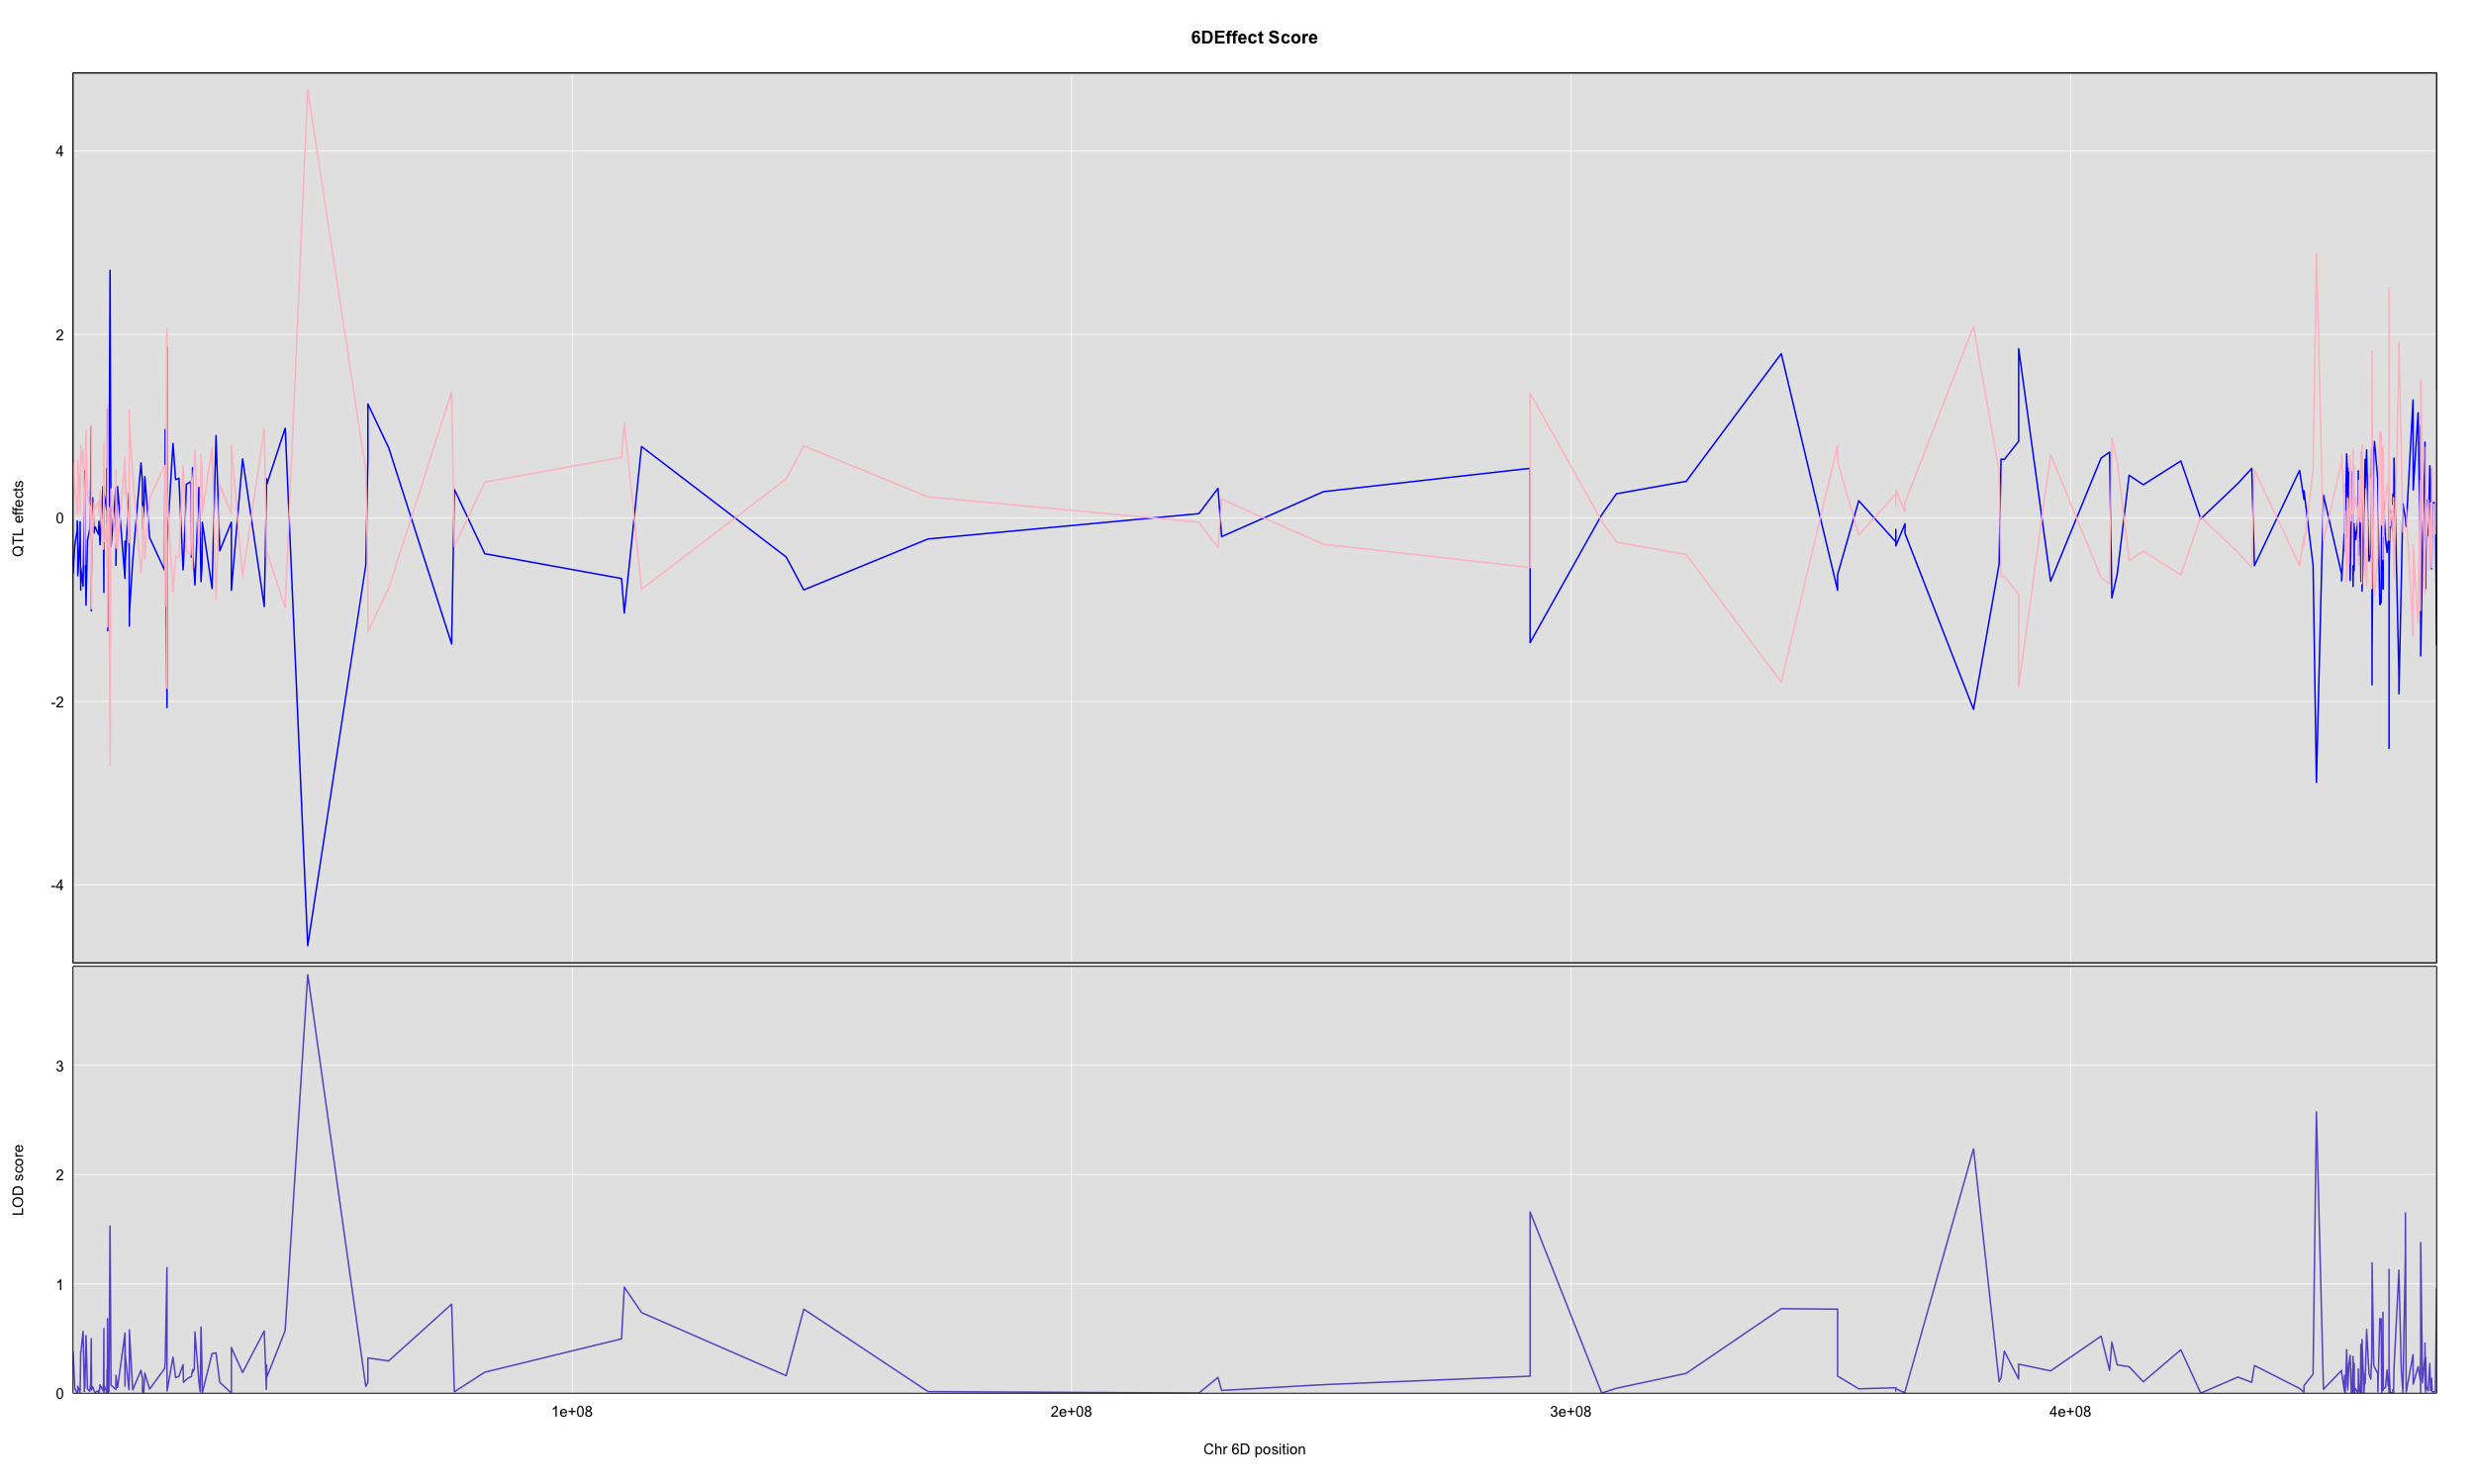 6DEffect Score
QTL effects
4
2
0
-2
-4
LOD score
3
2
1
0
1e+08
2e+08
3e+08
4e+08
Chr 6D position